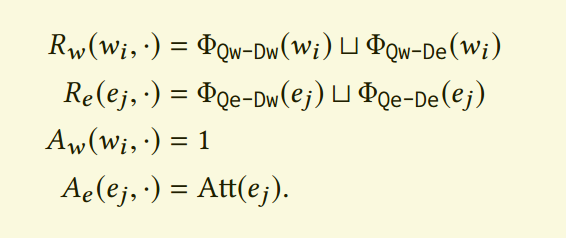 R_w(w_i, ·) = Φ_Qw–Dw(w_i) ⊔ Φ_Qw–De(w_i)
R_e(e_j, ·) = Φ_Qe–Dw(e_j) ⊔ Φ_Qe–De(e_j)
A_w(w_i, ·) = 1
A_e(e_j, ·) = Att(e_j).